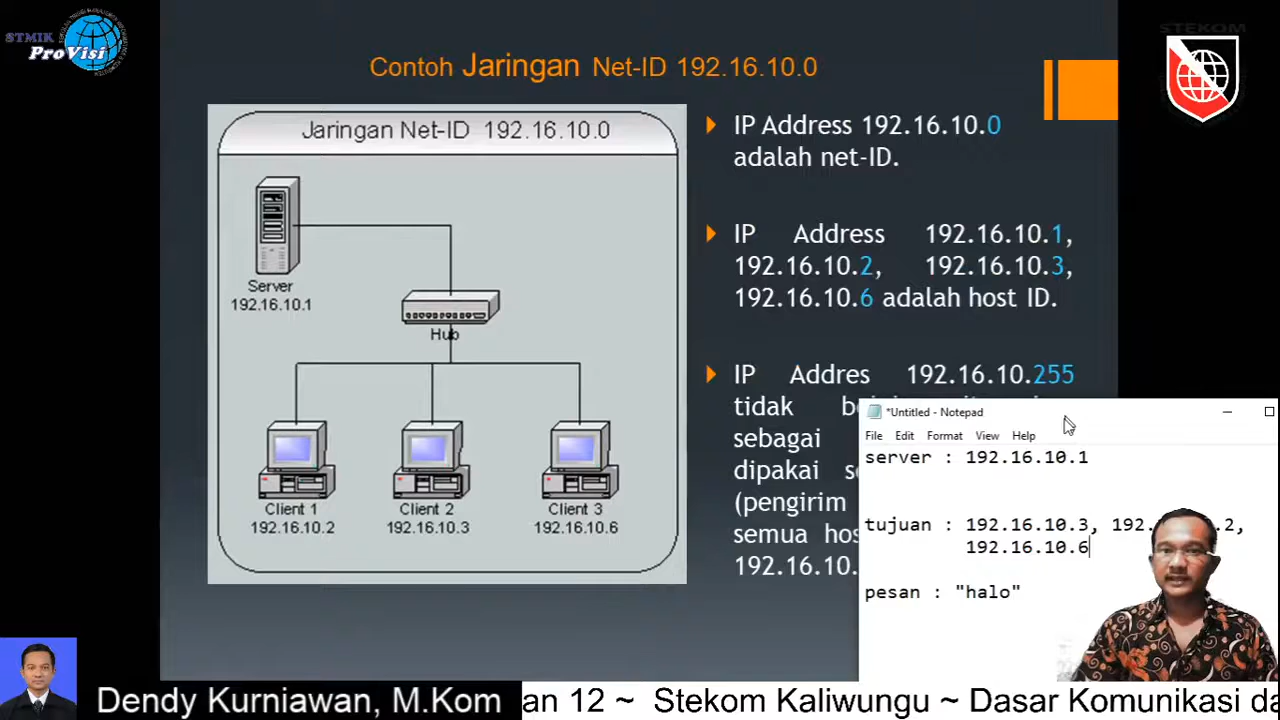 STMIK
ProVisi
STEKOM
Contoh Jaringan Net-ID 192.16.10.0
Jaringan Net-ID 192.16.10.0
Server
192.16.10.1
Hub
Client 1
192.16.10.2
Client 2
192.16.10.3
Client 3
192.16.10.6
IP Address 192.16.10.0
adalah net-ID.
IP Address 192.16.10.1,
192.16.10.2, 192.16.10.3,
192.16.10.6 adalah host ID.
IP Addres 192.16.10.255
tidak
sebagai
dipakai
(pengirim
semua
192.16.10.
*Untitled - Notepad
File Edit Format View Help
server : 192.16.10.1
tujuan : 192.16.10.3, 192. .2,
192.16.10.6
pesan : "halo"
Dendy Kurniawan, M.Kom
an 12 ~ Stekom Kaliwungu ~ Dasar Komunikasi da